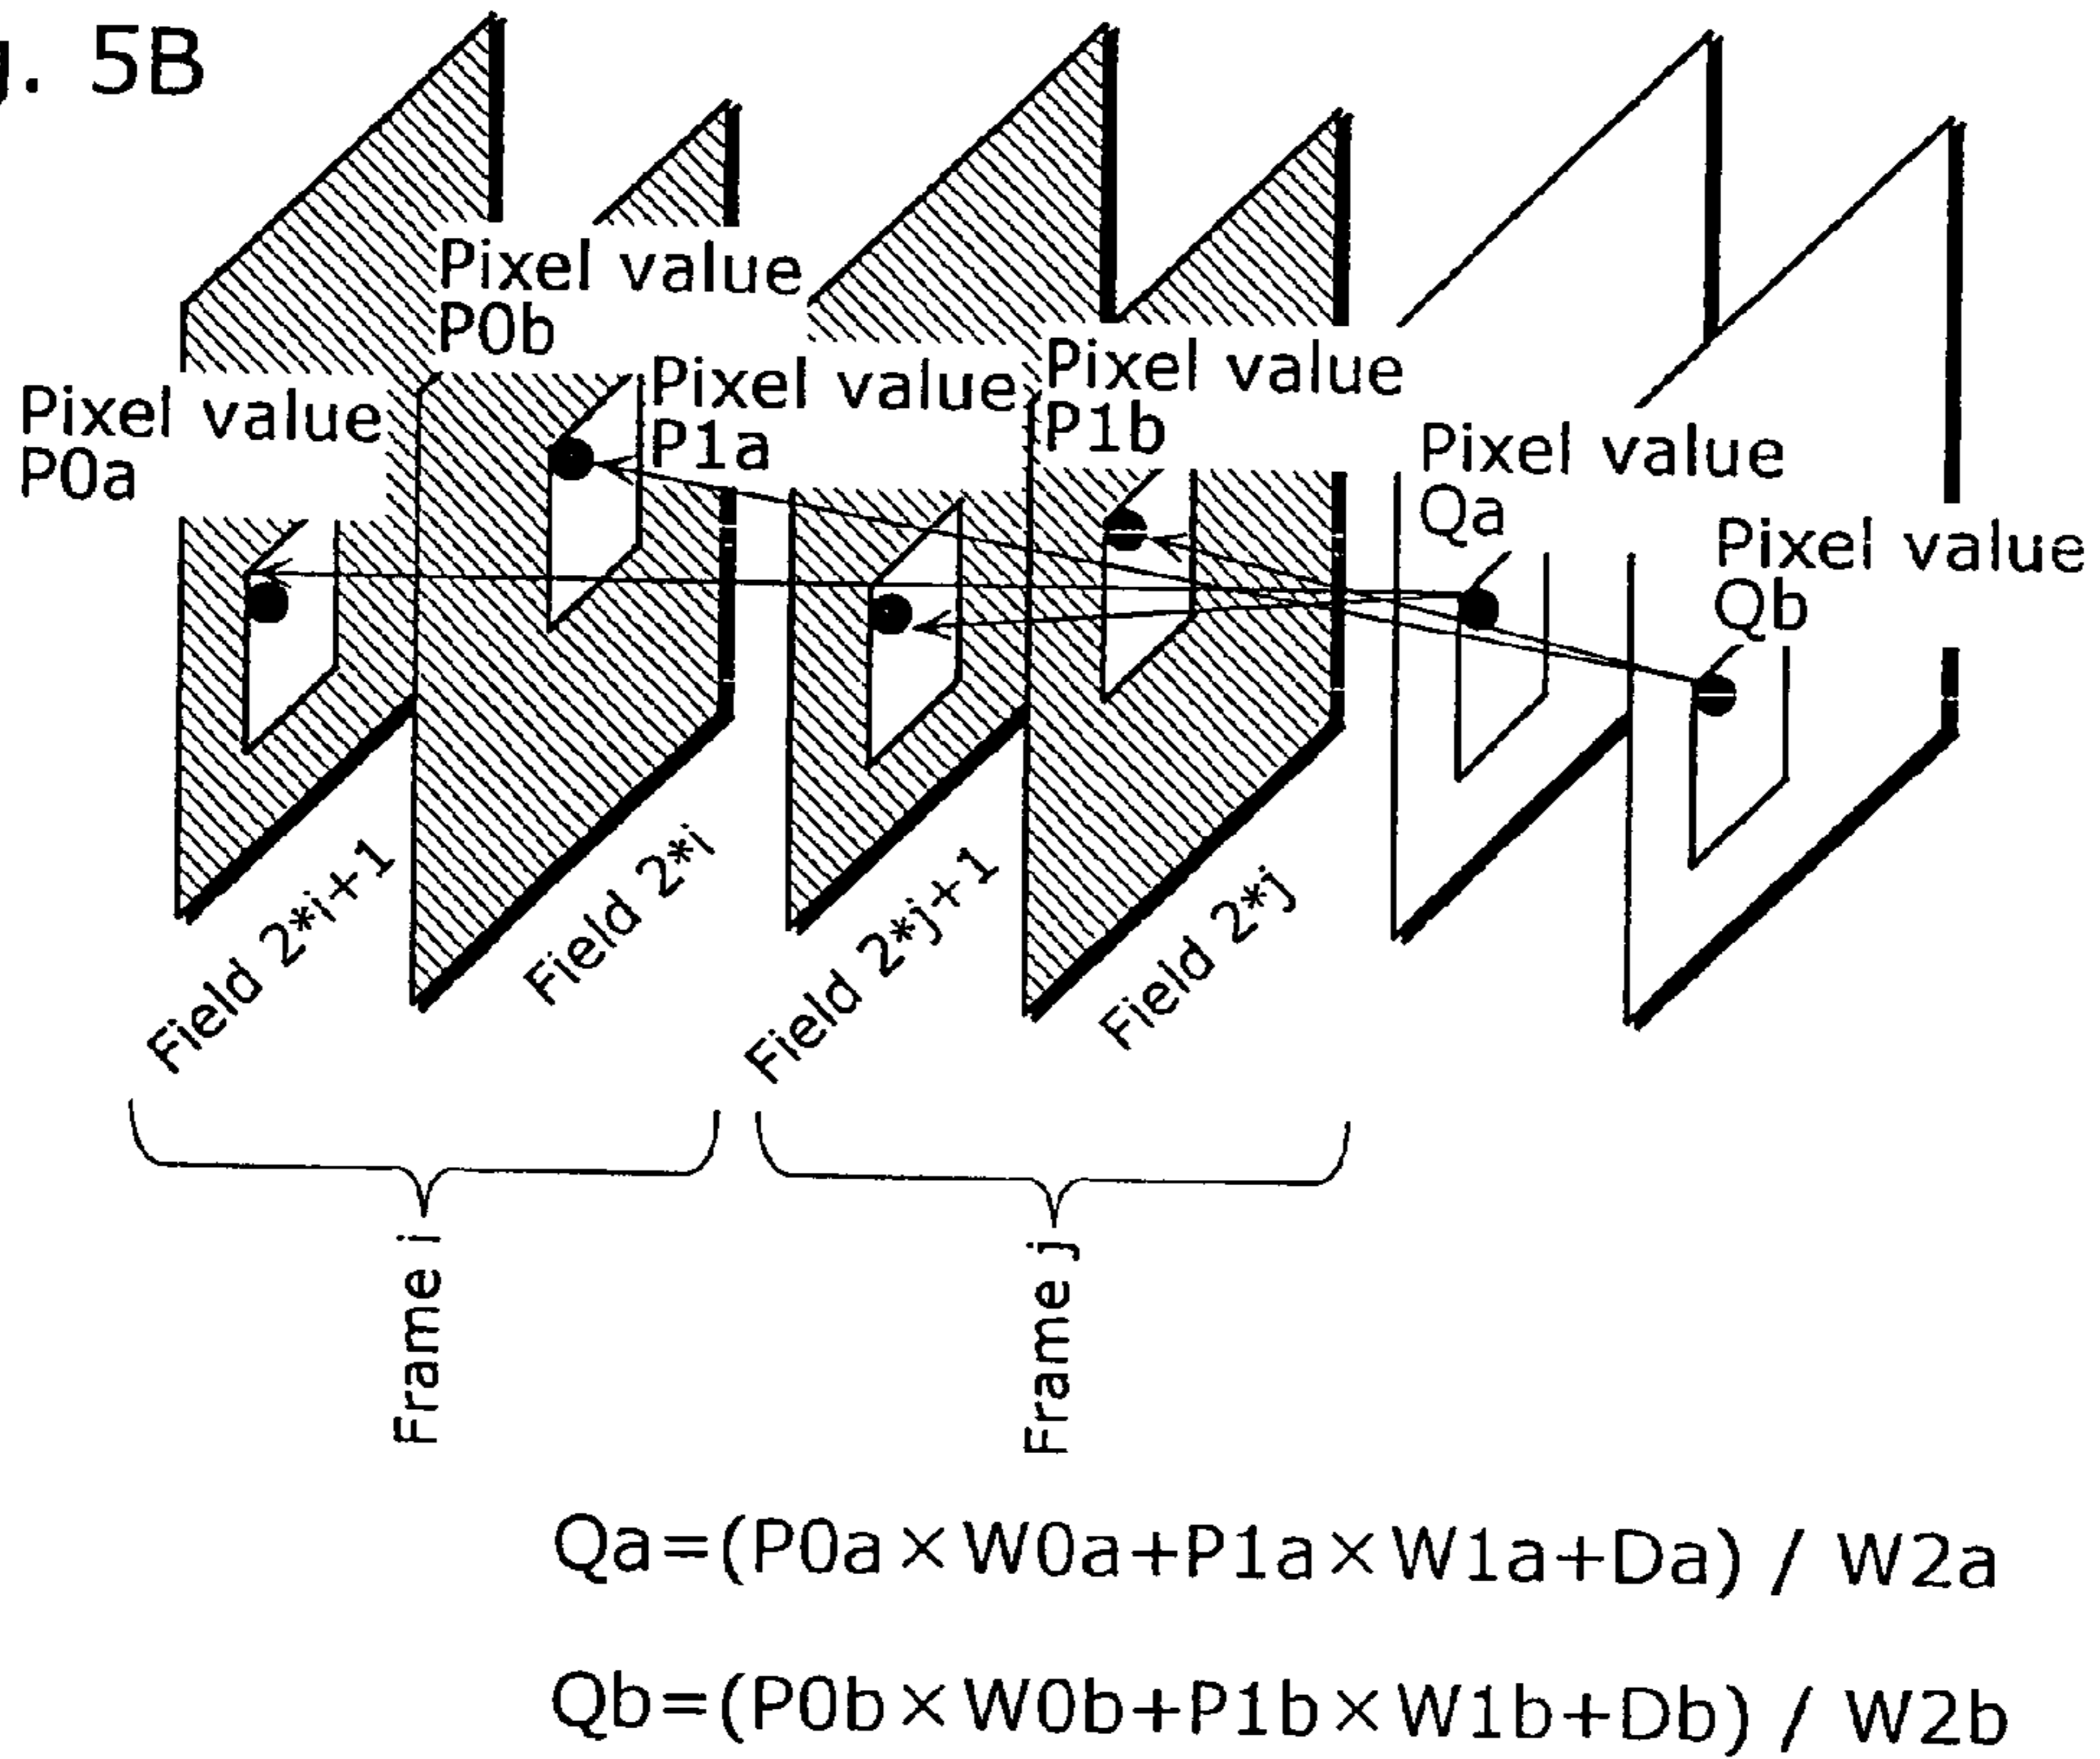 . 5B
Pixel value
P0b
Pixel value
P1a
Pixel value
P1b
Pixel value
P0a
Pixel value
Qa
Pixel value
Qb
Field 2*i+1
Field 2*i
Field 2*j+1
Field 2*j
Frame i
Frame j
Qa=(P0a×W0a+P1a×W1a+Da) / W2a
Qb=(P0b×W0b+P1b×W1b+Db) / W2b